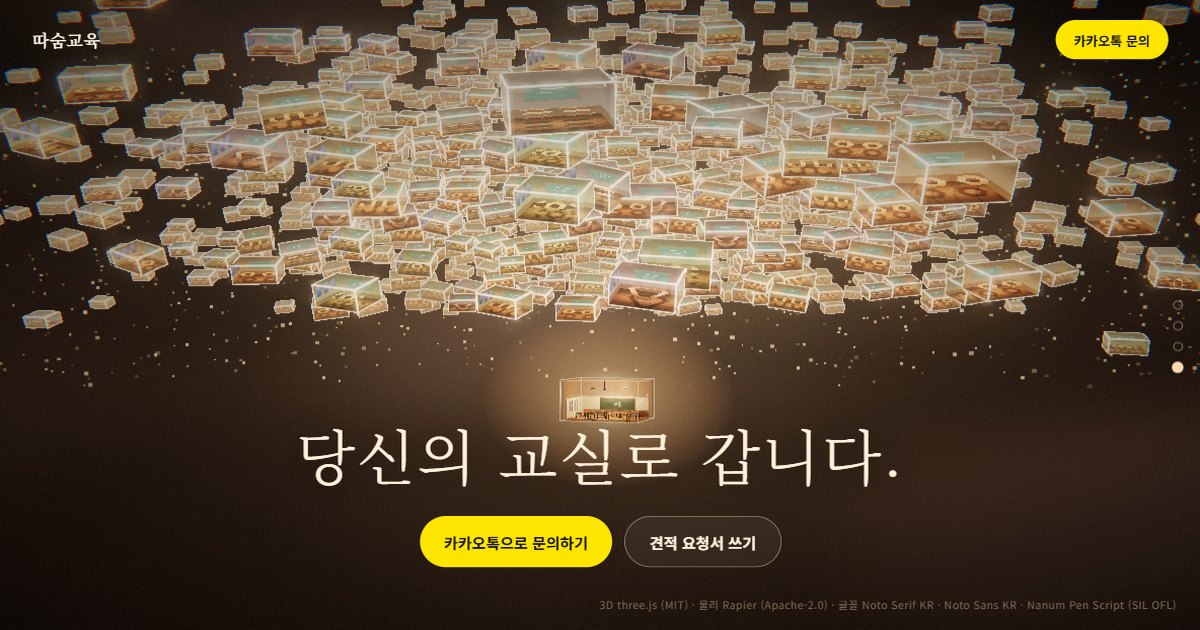 따숨교육
카카오톡 문의
당신의 교실로 갑니다.
카카오톡으로 문의하기
견적 요청서 쓰기
3D three.js (MIT) · 물리 Rapier (Apache-2.0) · 글꼴 Noto Serif KR · Noto Sans KR · Nanum Pen Script (SIL OFL)